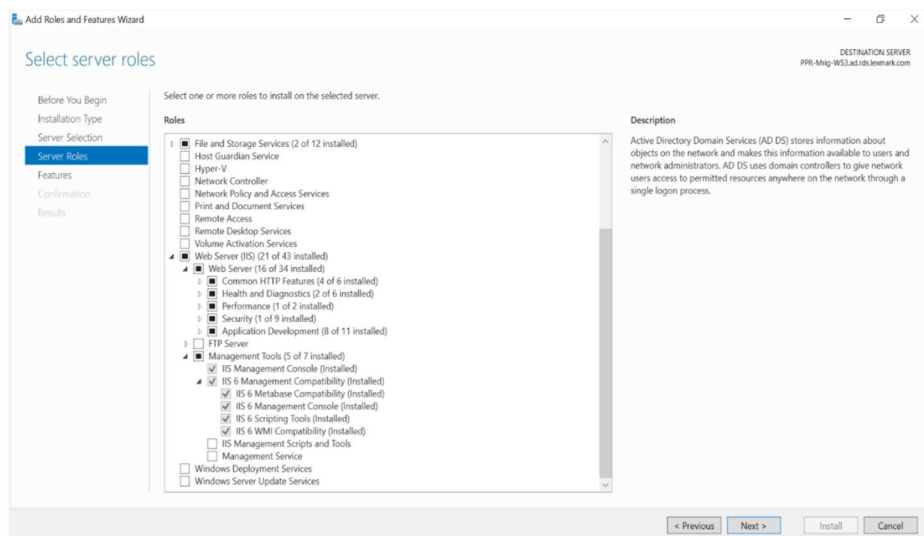 Add Roles and Features Wizard
Select server roles
DESTINATION SERVER
PPR-Mrig-WS3.ad.rds.lexmark.com
Before You Begin
Installation Type
Server Selection
Server Roles
Features
Confirmation
Results
Select one or more roles to install on the selected server.
Roles
File and Storage Services (2 of 12 installed)
Host Guardian Service
Hyper-V
Network Controller
Network Policy and Access Services
Print and Document Services
Remote Access
Remote Desktop Services
Volume Activation Services
Web Server (IIS) (21 of 43 installed)
Web Server (16 of 34 installed)
Common HTTP Features (4 of 6 installed)
Health and Diagnostics (2 of 6 installed)
Performance (1 of 2 installed)
Security (1 of 9 installed)
Application Development (8 of 11 installed)
FTP Server
Management Tools (5 of 7 installed)
IIS Management Console (Installed)
IIS 6 Management Compatibility (Installed)
IIS 6 Metabase Compatibility (Installed)
IIS 6 Management Console (Installed)
IIS 6 Scripting Tools (Installed)
IIS 6 WMI Compatibility (Installed)
IIS Management Scripts and Tools
Management Service
Windows Deployment Services
Windows Server Update Services
Description
Active Directory Domain Services (AD DS) stores information about
objects on the network and makes this information available to users and
network administrators. AD DS uses domain controllers to give network
users access to permitted resources anywhere on the network through a
single logon process.
< Previous
Next >
Install
Cancel